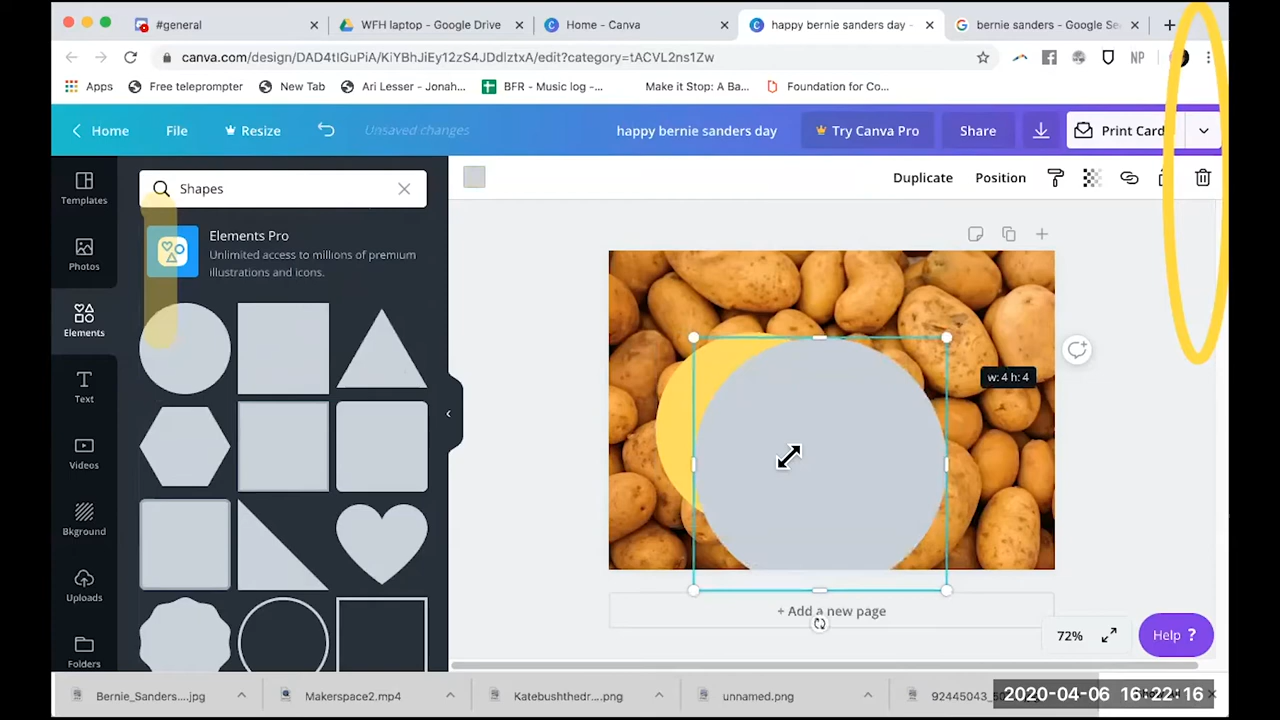 #general
WFH laptop - Google Drive
Home - Canva
happy bernie sanders day -
bernie sanders - Google Se
canva.com/design/DAD4tlGuPiA/KiYBhJiEy12zS4JDdIztxA/edit?category=tACVL2ns1Zw
NP
Apps
Free teleprompter
New Tab
Ari Lesser - Jonah...
BFR - Music log -...
Make it Stop: A Ba...
Foundation for Co...
Home
File
Resize
Unsaved changes
happy bernie sanders day
Try Canva Pro
Share
Print Card
Templates
Photos
Elements
Text
Videos
Bkground
Uploads
Folders
Shapes
Elements Pro
Unlimited access to millions of premium
illustrations and icons.
Duplicate
Position
w: 4 h: 4
+ Add a new page
72%
Help ?
Bernie_Sanders....jpg
Makerspace2.mp4
Katebushthedr....png
unnamed.png
2020-04-06 16:22:16